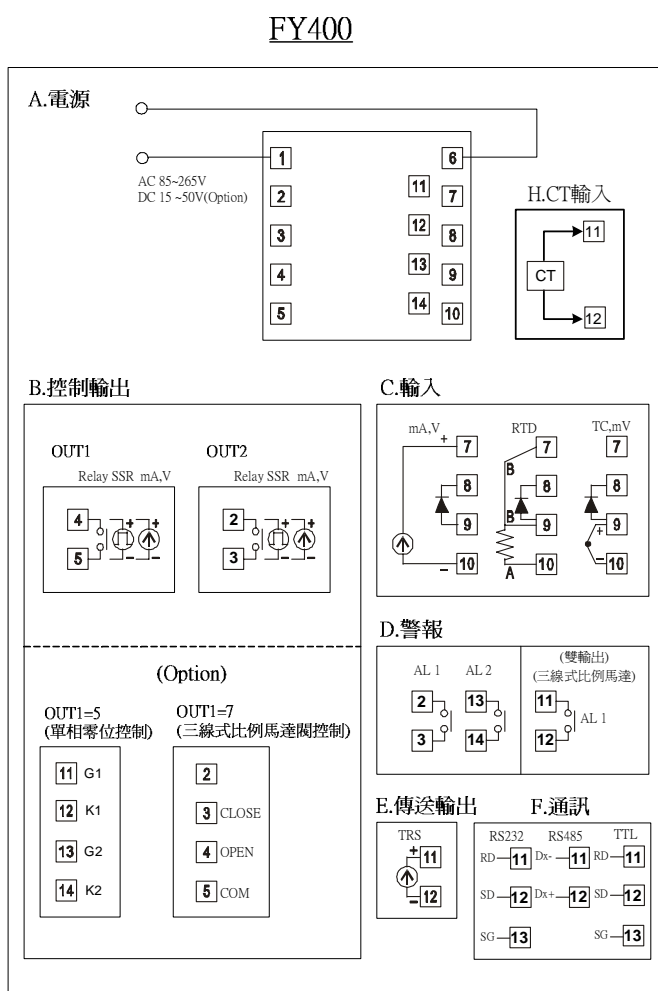 FY400
A.電源
AC 85~265V
DC 15 ~50V(Option)
1
2
3
4
5
6
11
7
12
8
13
9
14
10
H.CT輸入
11
CT
12
B.控制輸出
OUT1
Relay SSR mA,V
4
+
+
5
−
−
OUT2
Relay SSR mA,V
2
+
+
3
−
−
(Option)
OUT1=5
(單相零位控制)
11 G1
12 K1
13 G2
14 K2
OUT1=7
(三線式比例馬達閥控制)
2
3 CLOSE
4 OPEN
5 COM
C.輸入
mA,V
+ 7
8
9
− 10
RTD
7
B
8
B 9
A 10
TC,mV
7
8
9
+
− 10
D.警報
AL 1
2
3
AL 2
13
14
(雙輸出)
(三線式比例馬達)
11
AL 1
12
E.傳送輸出
TRS
+ 11
− 12
F.通訊
RS232 RS485 TTL
RD 11 Dx- 11 RD 11
SD 12 Dx+ 12 SD 12
SG 13 SG 13